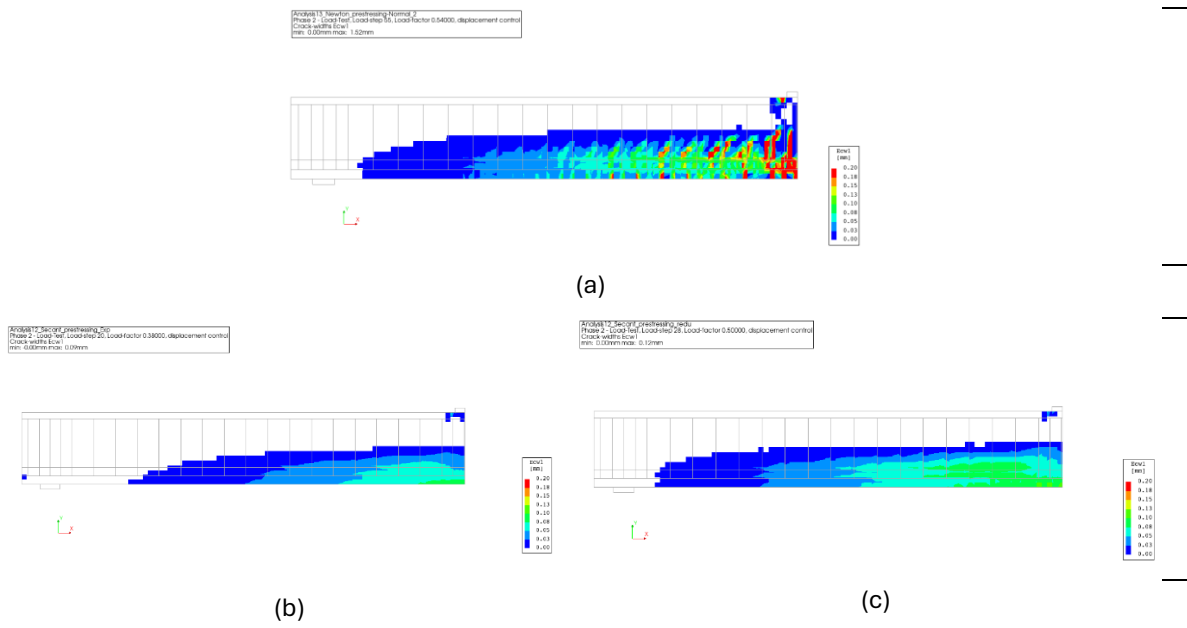 Analysis13_Newton_prestressing-Normal_2
Phase 2 - Load-Test, Load-step 55, Load-factor 0.54000, displacement control
Crack-widths Ecw1
min: 0.00mm max: 1.52mm
Ecw1
[mm]
0.20
0.18
0.15
0.13
0.10
0.08
0.05
0.03
0.00
Y
X
(a)
Analysis12_Secant_prestressing_Exp
Phase 2 - Load-Test, Load-step 20, Load-factor 0.38000, displacement control
Crack-widths Ecw1
min: -0.00mm max: 0.09mm
Ecw1
[mm]
0.20
0.18
0.15
0.13
0.10
0.08
0.05
0.03
0.00
Y
X
(b)
Analysis12_Secant_prestressing_redu
Phase 2 - Load-Test, Load-step 28, Load-factor 0.50000, displacement control
Crack-widths Ecw1
min: 0.00mm max: 0.12mm
Ecw1
[mm]
0.20
0.18
0.15
0.13
0.10
0.08
0.05
0.03
0.00
Y
X
(c)